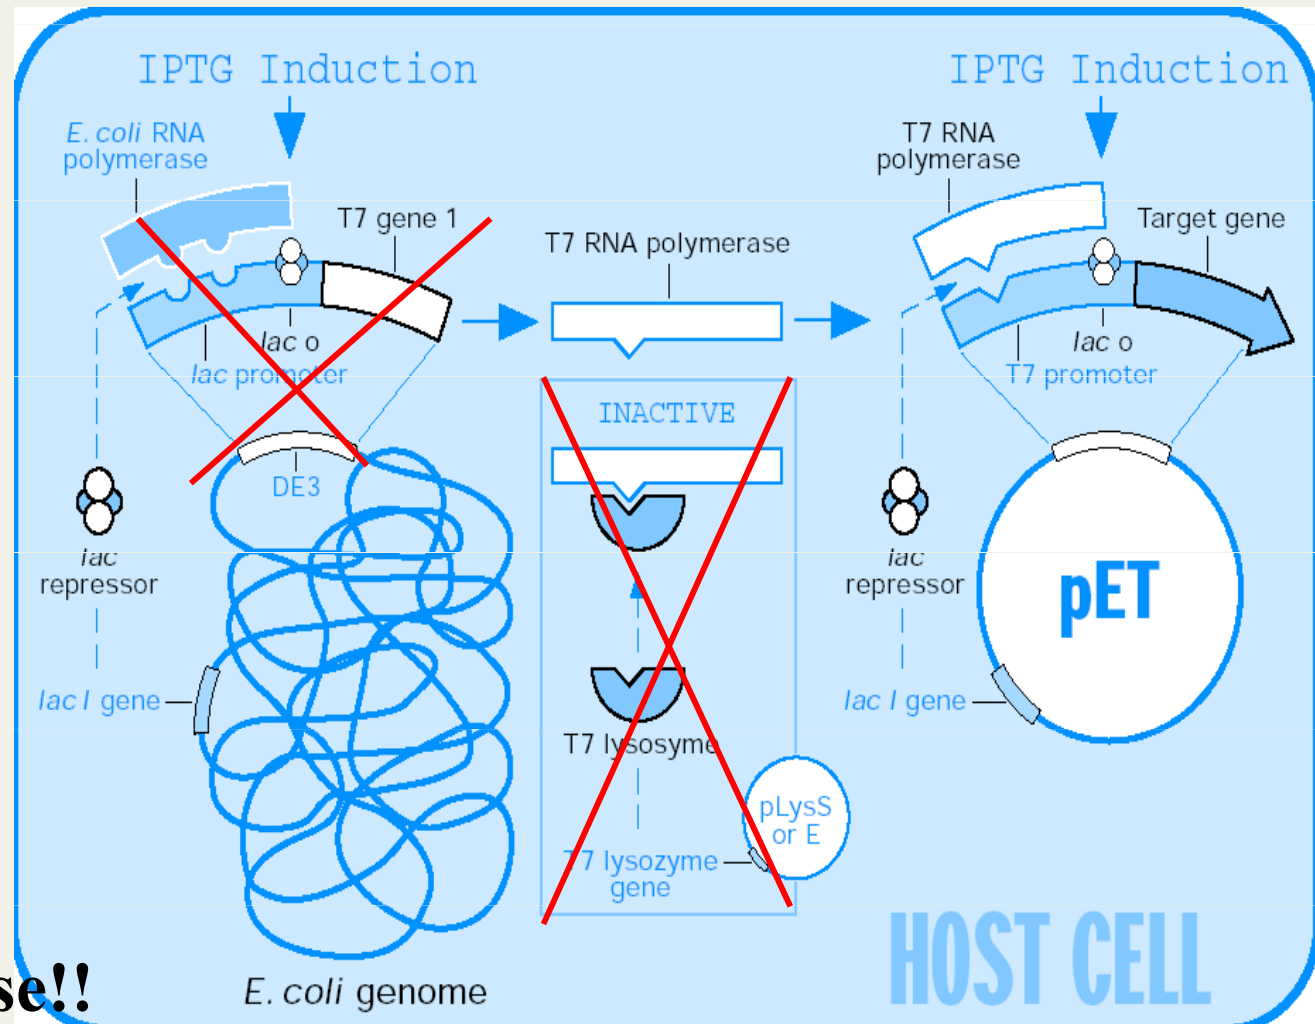 IPTG Induction
IPTG Induction
E. coli RNA
polymerase
T7 gene 1
T7 RNA polymerase
T7 RNA
polymerase
Target gene
lac o
lac promoter
lac o
T7 promoter
INACTIVE
DE3
lac
repressor
lac
repressor
pET
lac I gene
T7 lysosyme
lac I gene
pLysS
or E
T7 lysozyme
gene
HOST CELL
E. coli genome
se!!